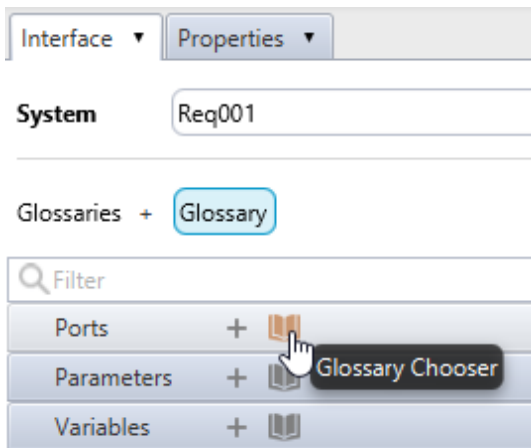 Interface ▼ Properties ▼
System Req001
Glossaries + Glossary
Filter
Ports +
Glossary Chooser
Parameters +
Variables +